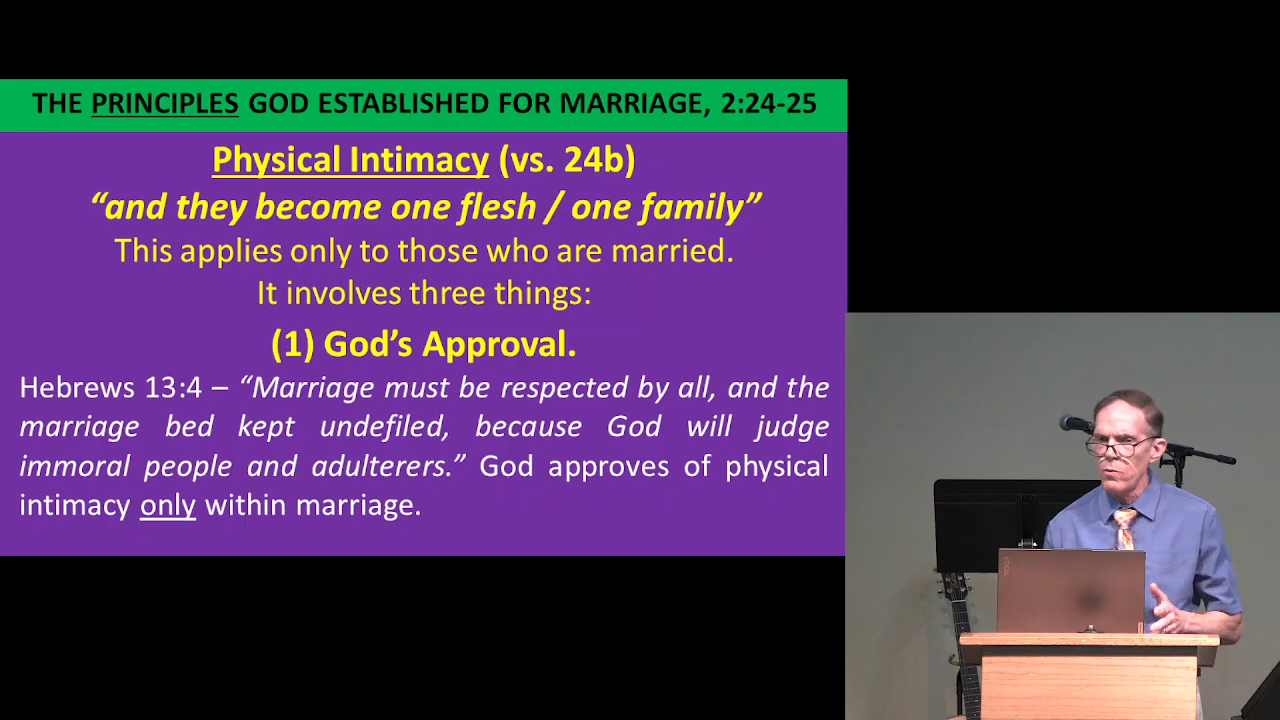 THE PRINCIPLES GOD ESTABLISHED FOR MARRIAGE, 2:24-25
Physical Intimacy (vs. 24b)
“and they become one flesh / one family”
This applies only to those who are married.
It involves three things:
(1) God’s Approval.
Hebrews 13:4 – “Marriage must be respected by all, and the
marriage bed kept undefiled, because God will judge
immoral people and adulterers.” God approves of physical
intimacy only within marriage.